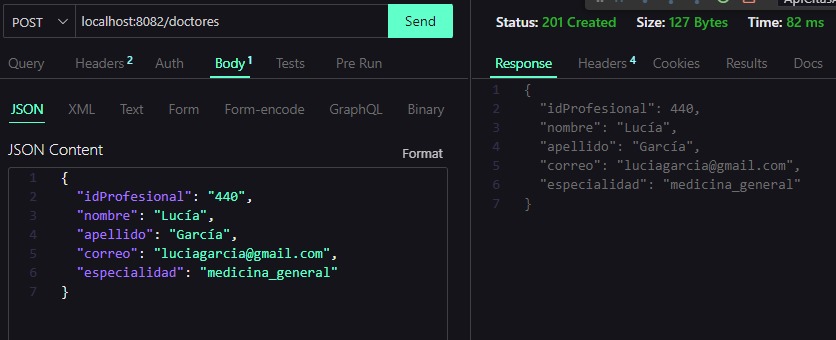 POST localhost:8082/doctores Send
Query Headers 2 Auth Body 1 Tests Pre Run
JSON XML Text Form Form-encode GraphQL Binary
JSON Content Format
1 {
2 "idProfesional": "440",
3 "nombre": "Lucía",
4 "apellido": "García",
5 "correo": "luciagarcia@gmail.com",
6 "especialidad": "medicina_general"
7 }
Status: 201 Created Size: 127 Bytes Time: 82 ms
Response Headers 4 Cookies Results Docs
1 {
2 "idProfesional": 440,
3 "nombre": "Lucía",
4 "apellido": "García",
5 "correo": "luciagarcia@gmail.com",
6 "especialidad": "medicina_general"
7 }